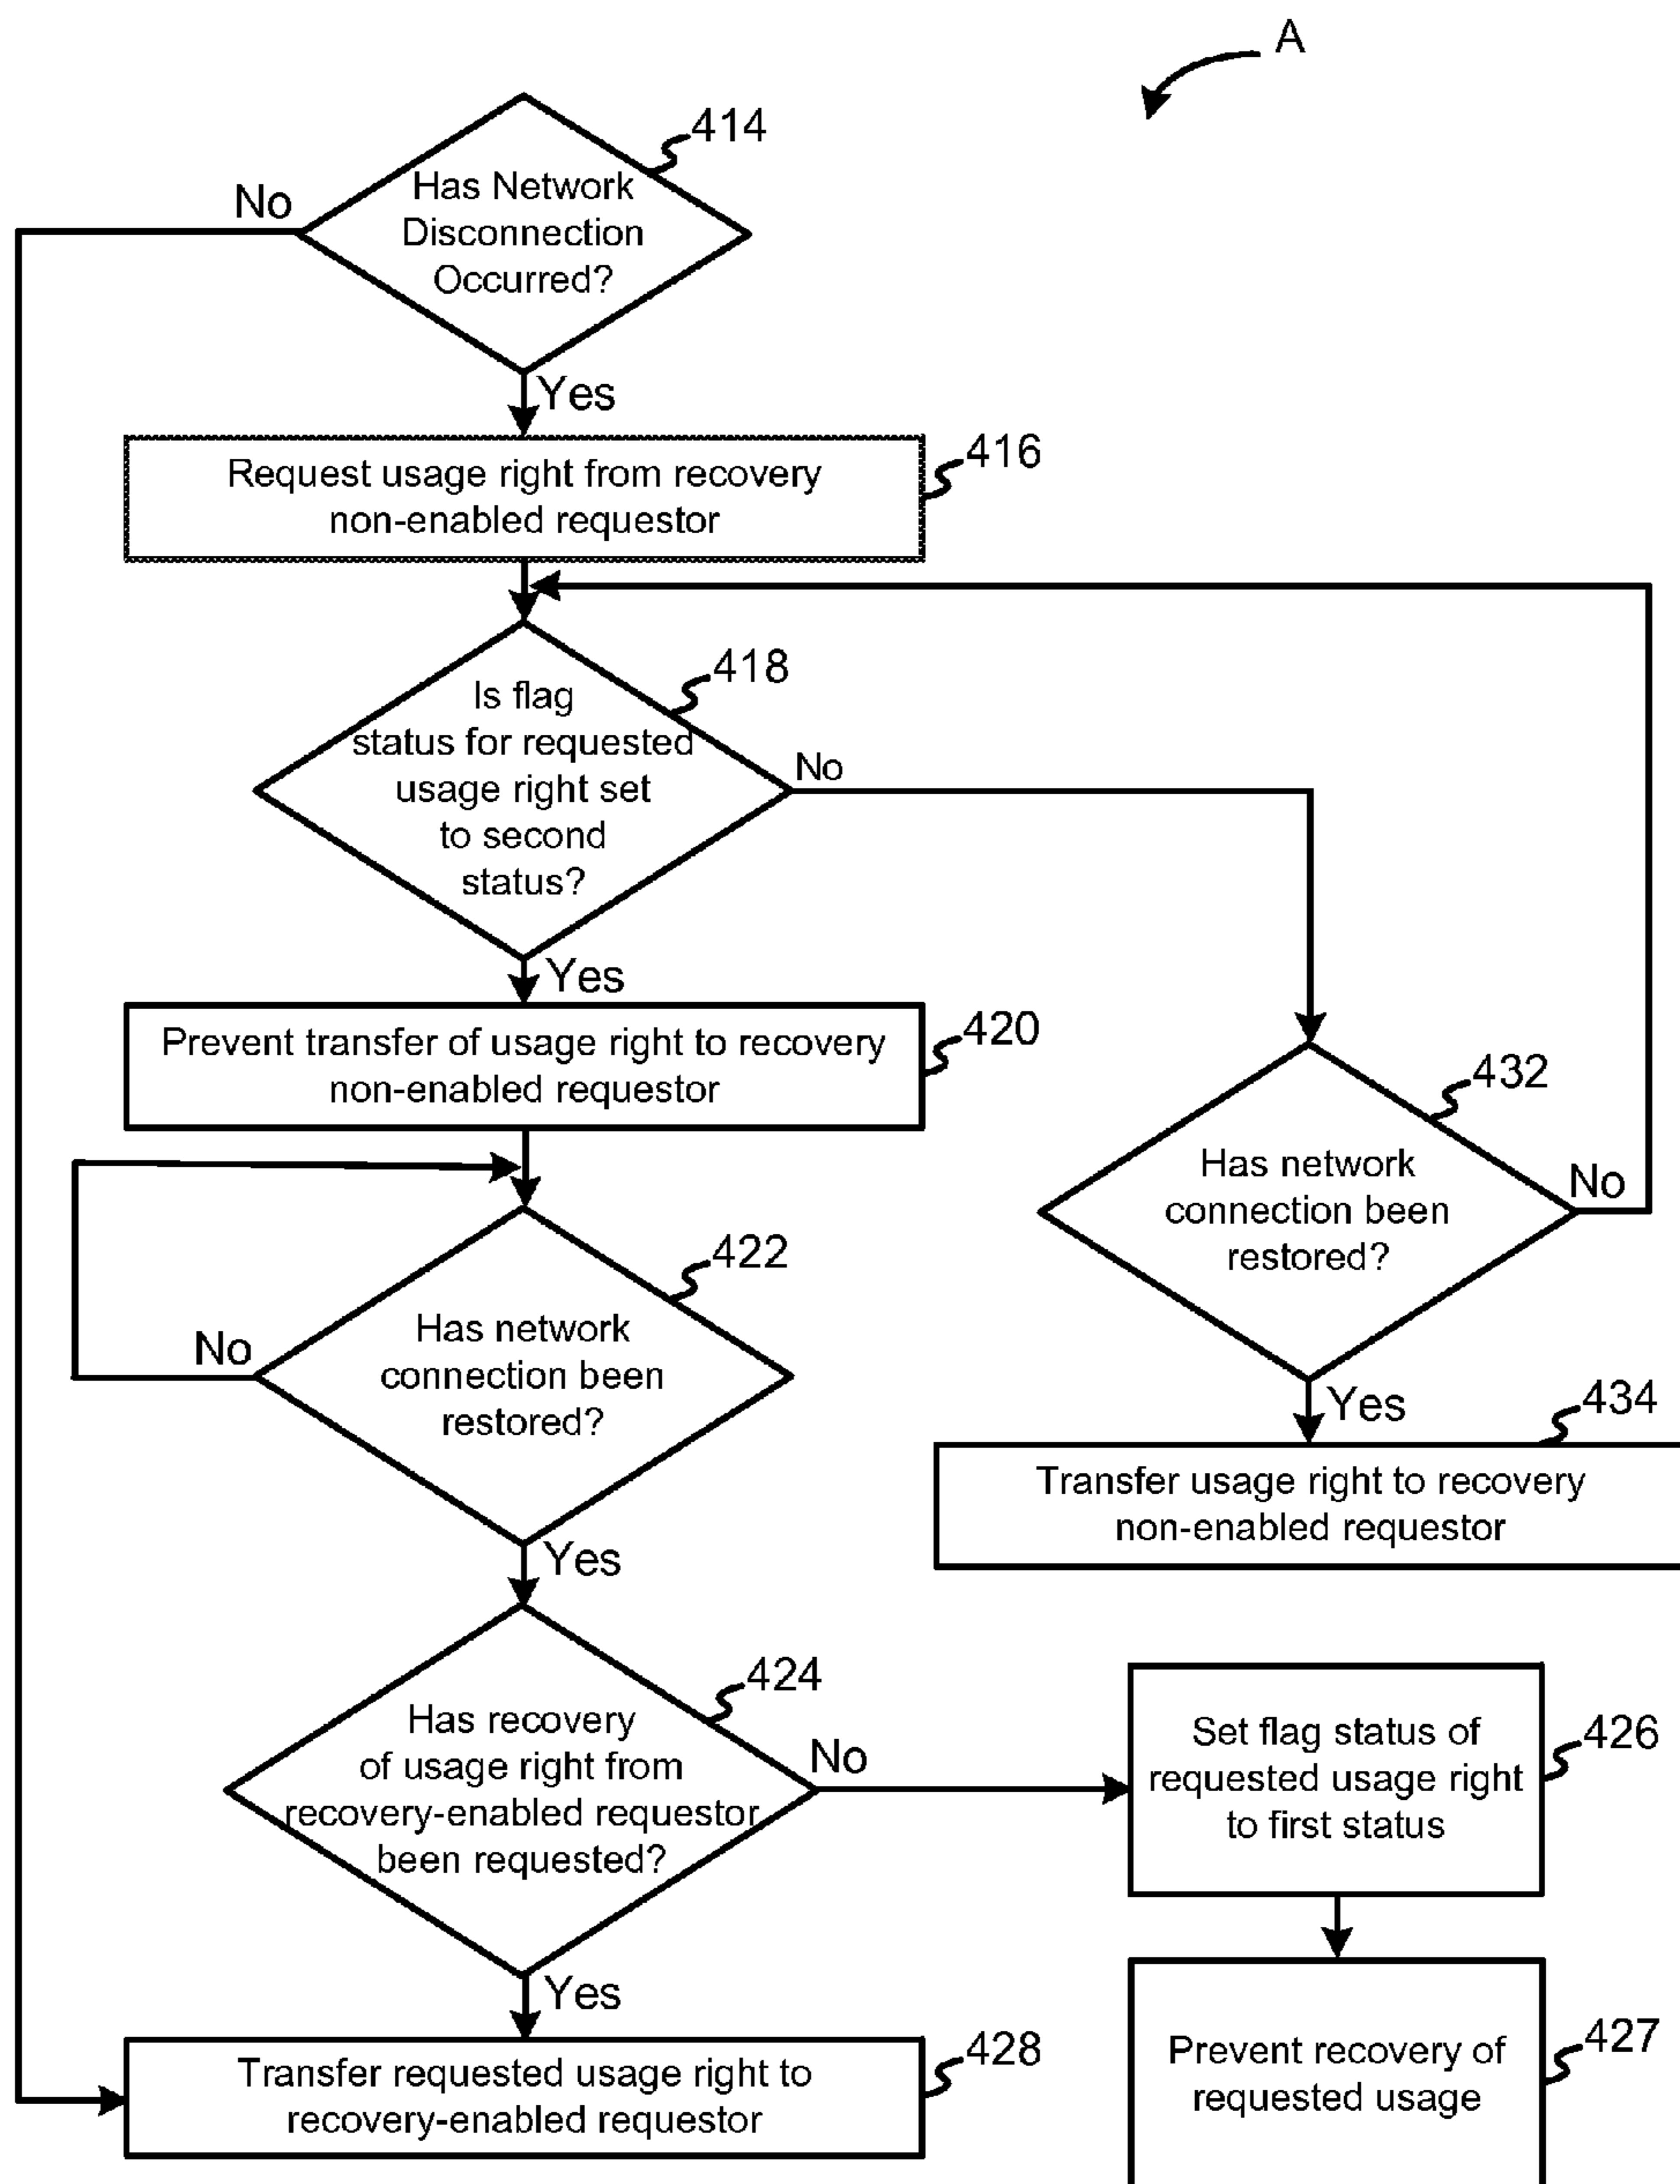 A
414
Has Network
Disconnection
Occurred?
No
Yes
416
Request usage right from recovery
non-enabled requestor
418
Is flag
status for requested
usage right set
to second
status?
No
Yes
420
Prevent transfer of usage right to recovery
non-enabled requestor
432
Has network
connection been
restored?
No
422
Has network
connection been
restored?
No
Yes
434
Transfer usage right to recovery
non-enabled requestor
Yes
424
Has recovery
of usage right from
recovery-enabled requestor
been requested?
No
426
Set flag status of
requested usage right
to first status
Yes
428
Transfer requested usage right to
recovery-enabled requestor
427
Prevent recovery of
requested usage